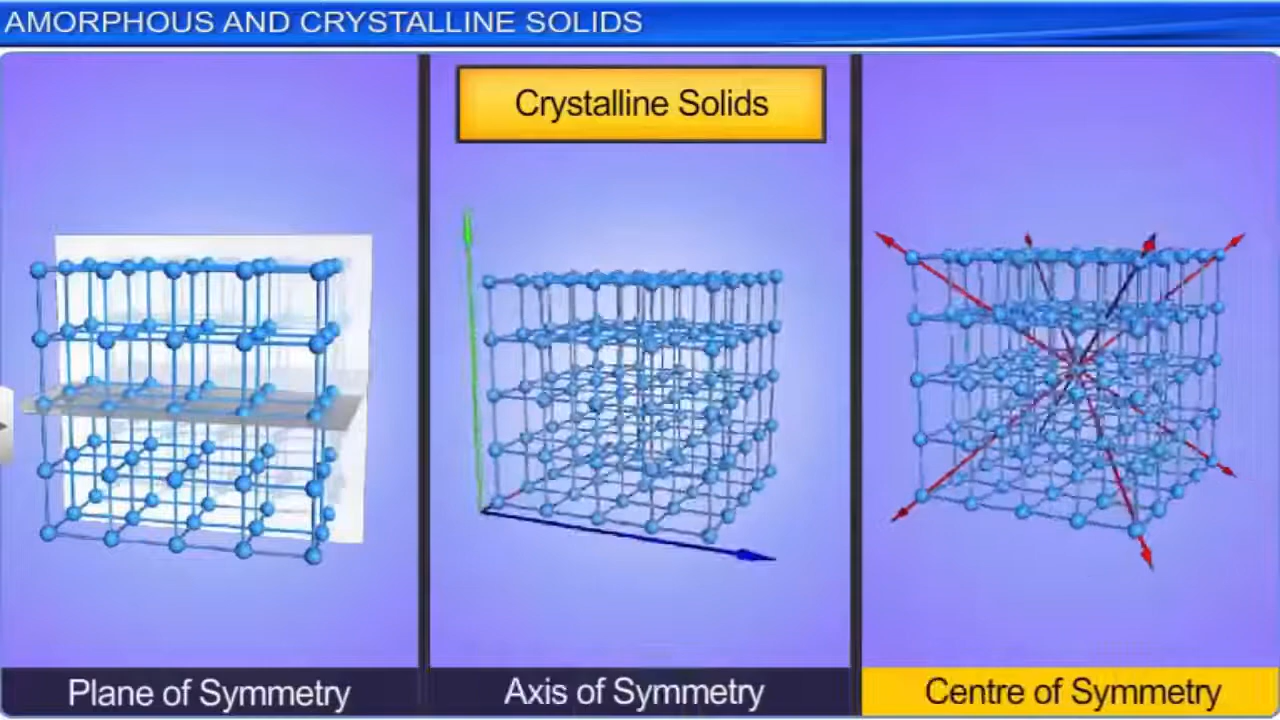 AMORPHOUS AND CRYSTALLINE SOLIDS
Crystalline Solids
Plane of Symmetry
Axis of Symmetry
Centre of Symmetry